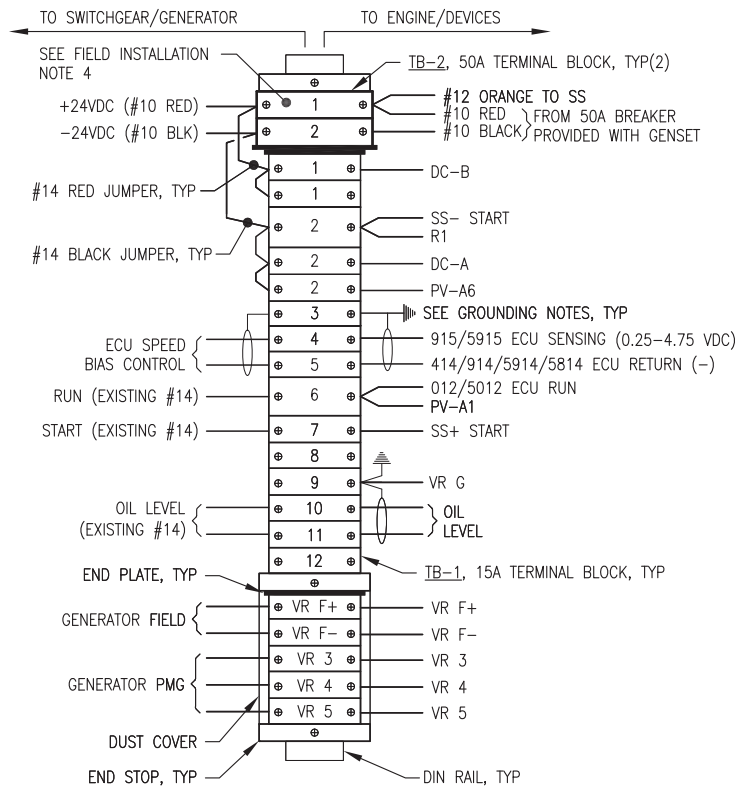 TO SWITCHGEAR/GENERATOR
TO ENGINE/DEVICES
SEE FIELD INSTALLATION
NOTE 4
TB-2, 50A TERMINAL BLOCK, TYP(2)
+24VDC (#10 RED)
1
#12 ORANGE TO SS
#10 RED
#10 BLACK
FROM 50A BREAKER
PROVIDED WITH GENSET
-24VDC (#10 BLK)
2
1
DC-B
#14 RED JUMPER, TYP
1
2
SS- START
R1
#14 BLACK JUMPER, TYP
2
DC-A
2
PV-A6
3
SEE GROUNDING NOTES, TYP
ECU SPEED
BIAS CONTROL
4
915/5915 ECU SENSING (0.25-4.75 VDC)
5
414/914/5914/5814 ECU RETURN (-)
RUN (EXISTING #14)
6
012/5012 ECU RUN
PV-A1
START (EXISTING #14)
7
SS+ START
8
9
VR G
OIL LEVEL
(EXISTING #14)
10
11
OIL
LEVEL
12
TB-1, 15A TERMINAL BLOCK, TYP
END PLATE, TYP
GENERATOR FIELD
VR F+
VR F+
VR F-
VR F-
GENERATOR PMG
VR 3
VR 3
VR 4
VR 4
VR 5
VR 5
DUST COVER
END STOP, TYP
DIN RAIL, TYP